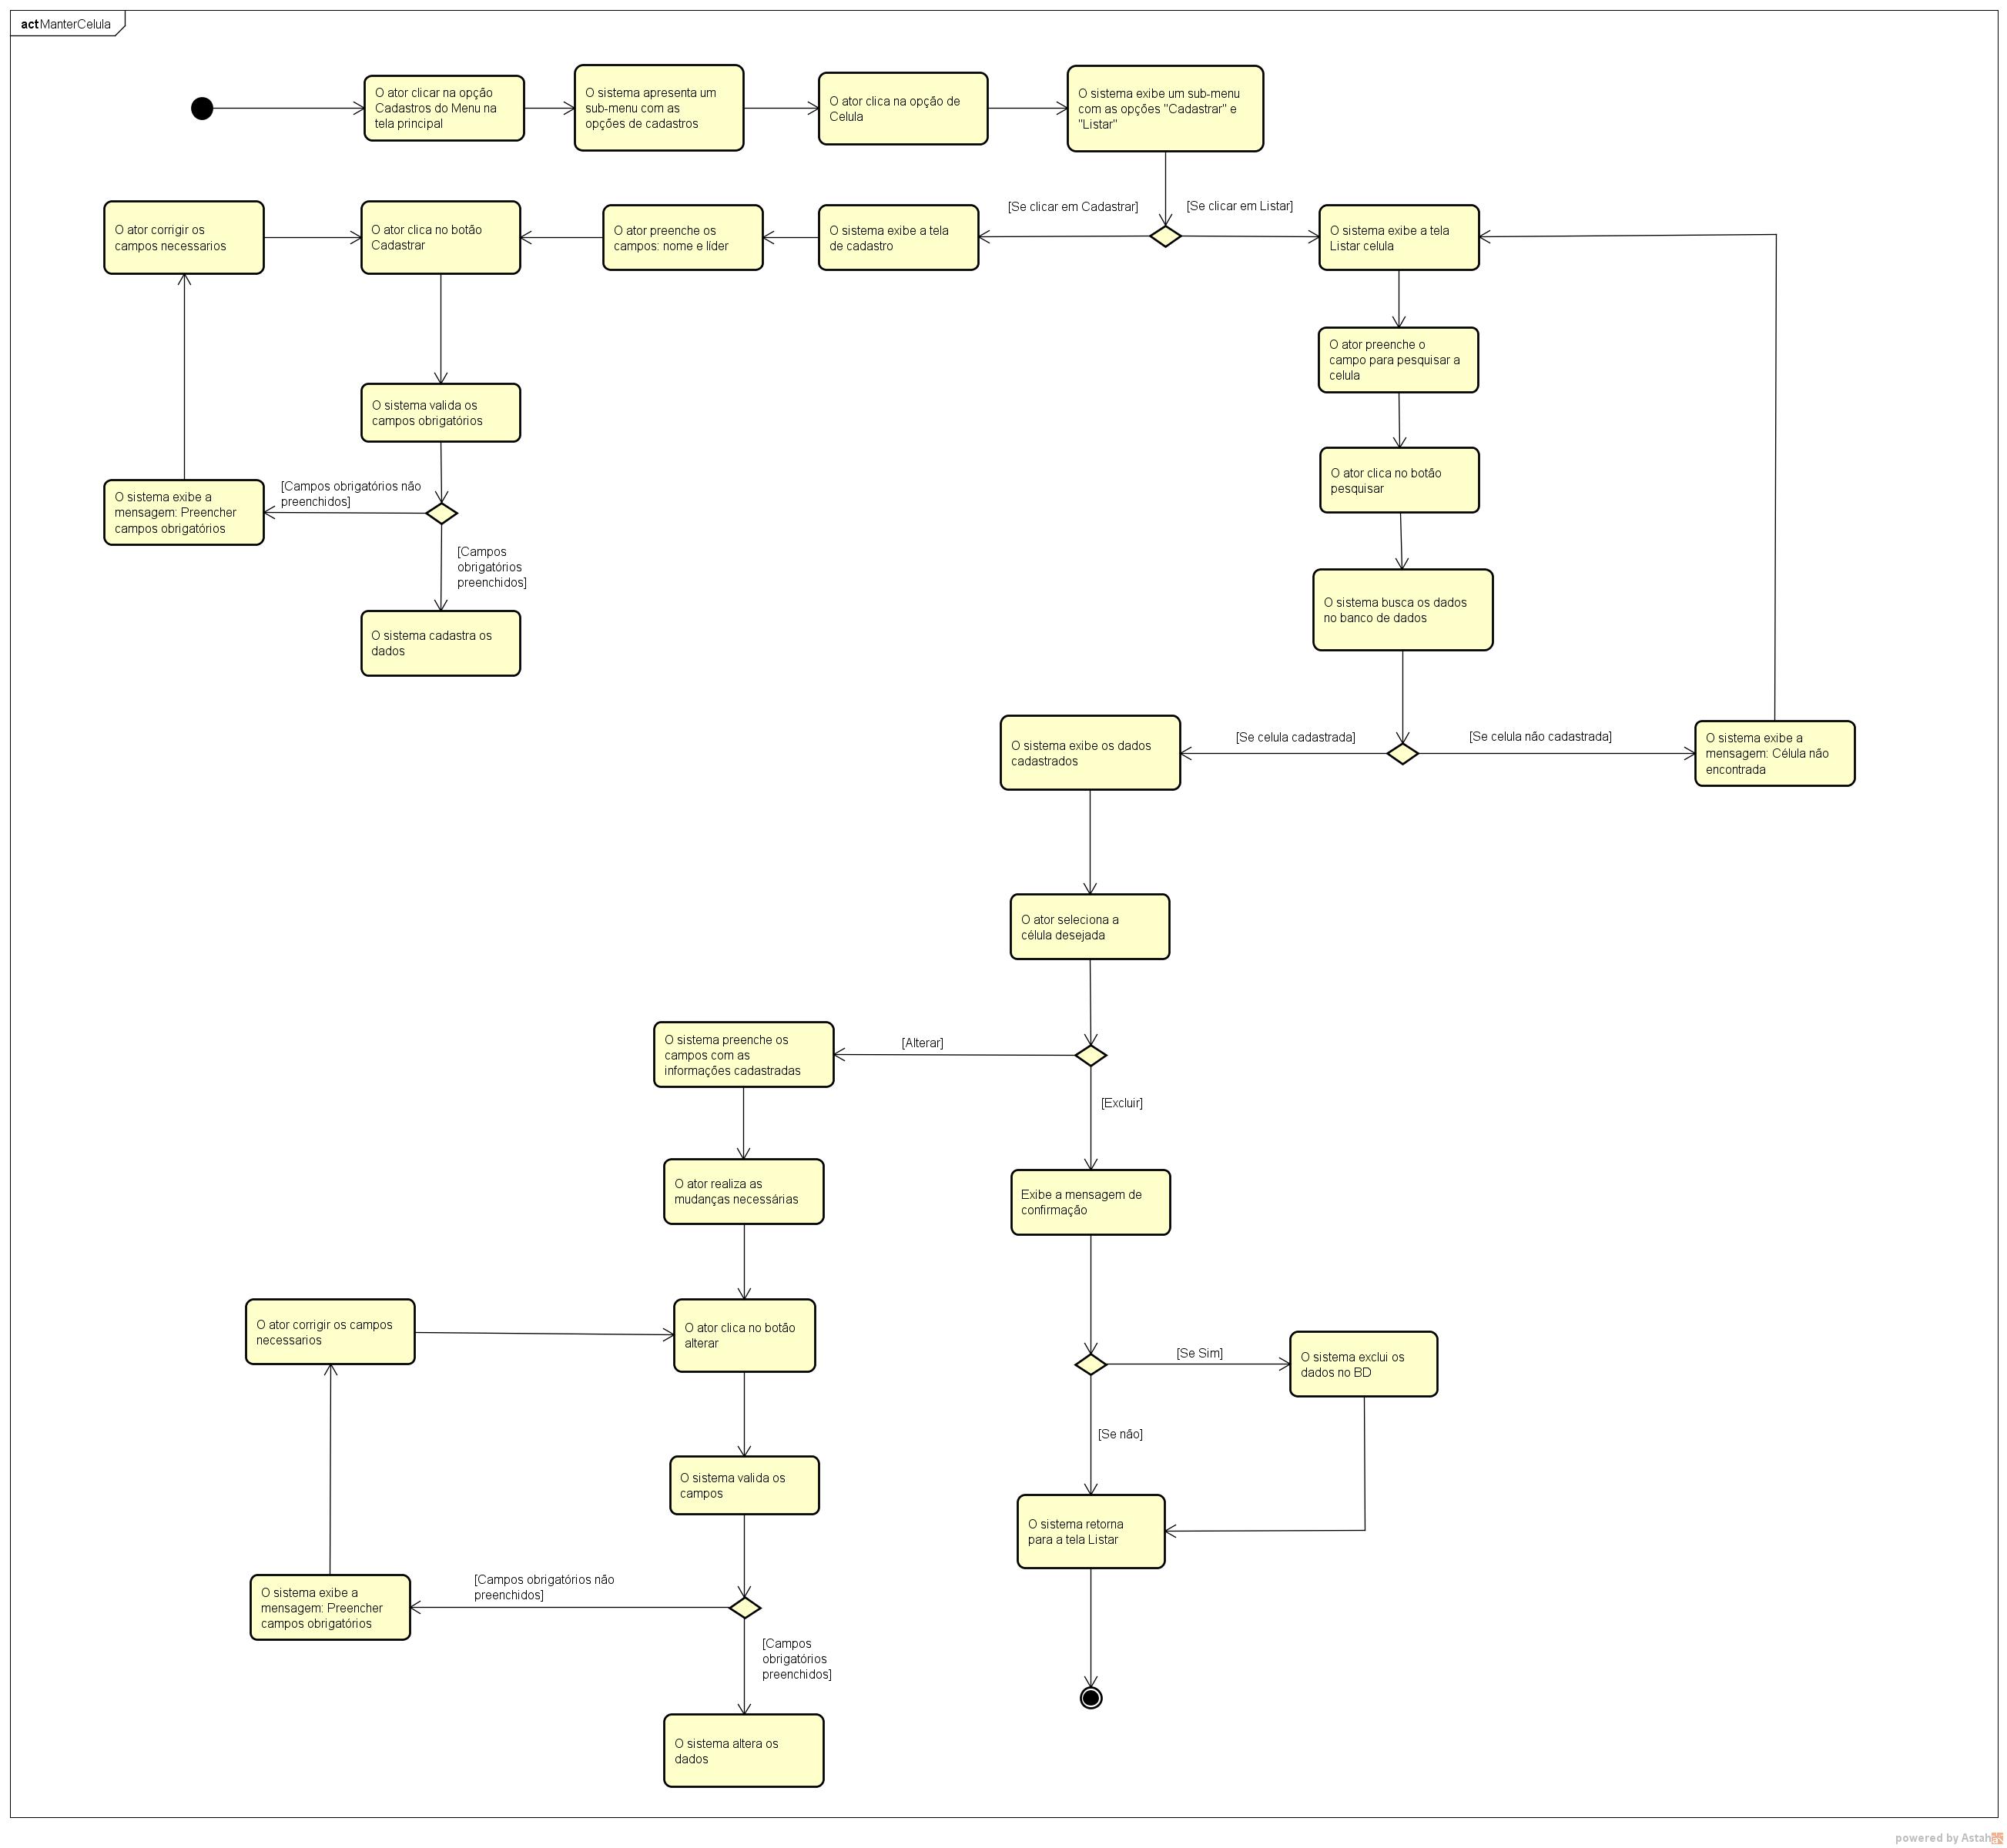 act ManterCelula
O ator clicar na opção
Cadastros do Menu na
tela principal
O sistema apresenta um
sub-menu com as
opções de cadastros
O ator clica na opção de
Celula
O sistema exibe um sub-menu
com as opções "Cadastrar" e
"Listar"
[Se clicar em Cadastrar]
[Se clicar em Listar]
O ator corrigir os
campos necessarios
O ator clica no botão
Cadastrar
O ator preenche os
campos: nome e líder
O sistema exibe a tela
de cadastro
O sistema exibe a tela
Listar celula
O ator preenche o
campo para pesquisar a
celula
O sistema valida os
campos obrigatórios
O ator clica no botão
pesquisar
[Campos obrigatórios não
preenchidos]
O sistema exibe a
mensagem: Preencher
campos obrigatórios
[Campos
obrigatórios
preenchidos]
O sistema busca os dados
no banco de dados
O sistema cadastra os
dados
[Se celula cadastrada]
[Se celula não cadastrada]
O sistema exibe os dados
cadastrados
O sistema exibe a
mensagem: Célula não
encontrada
O ator seleciona a
célula desejada
[Alterar]
O sistema preenche os
campos com as
informações cadastradas
[Excluir]
O ator realiza as
mudanças necessárias
Exibe a mensagem de
confirmação
O ator corrigir os campos
necessarios
O ator clica no botão
alterar
[Se Sim]
O sistema exclui os
dados no BD
[Se não]
O sistema valida os
campos
O sistema retorna
para a tela Listar
[Campos obrigatórios não
preenchidos]
O sistema exibe a
mensagem: Preencher
campos obrigatórios
[Campos
obrigatórios
preenchidos]
O sistema altera os
dados
powered by Astah